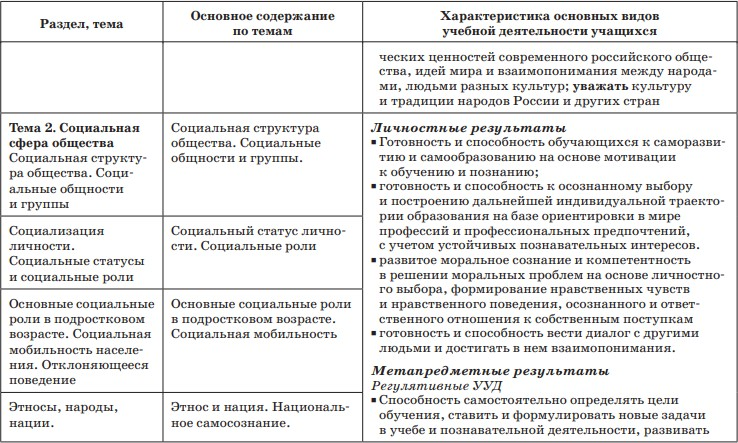 Раздел, тема
Основное содержание
по темам
Характеристика основных видов
учебной деятельности учащихся
ческих ценностей современного российского обще-
ства, идей мира и взаимопонимания между народа-
ми, людьми разных культур; уважать культуру
и традиции народов России и других стран
Тема 2. Социальная
сфера общества
Социальная структу-
ра общества. Соци-
альные общности
и группы
Социальная структура
общества. Социальные
общности и группы.
Социализация
личности.
Социальные статусы
и социальные роли
Социальный статус лично-
сти. Социальные роли
Основные социальные
роли в подростковом
возрасте. Социальная
мобильность населе-
ния. Отклоняющееся
поведение
Основные социальные роли
в подростковом возрасте.
Социальная мобильность
Этносы, народы,
нации.
Этнос и нация. Националь-
ное самосознание.
Личностные результаты
▪ Готовность и способность обучающихся к саморазви-
тию и самообразованию на основе мотивации
к обучению и познанию;
▪ готовность и способность к осознанному выбору
и построению дальнейшей индивидуальной траекто-
рии образования на базе ориентировки в мире
профессий и профессиональных предпочтений,
с учетом устойчивых познавательных интересов.
▪ развитое моральное сознание и компетентность
в решении моральных проблем на основе личностно-
го выбора, формирование нравственных чувств
и нравственного поведения, осознанного и ответ-
ственного отношения к собственным поступкам
▪ готовность и способность вести диалог с другими
людьми и достигать в нем взаимопонимания.
Метапредметные результаты
Регулятивные УУД
▪ Способность самостоятельно определять цели
обучения, ставить и формулировать новые задачи
в учебе и познавательной деятельности, развивать